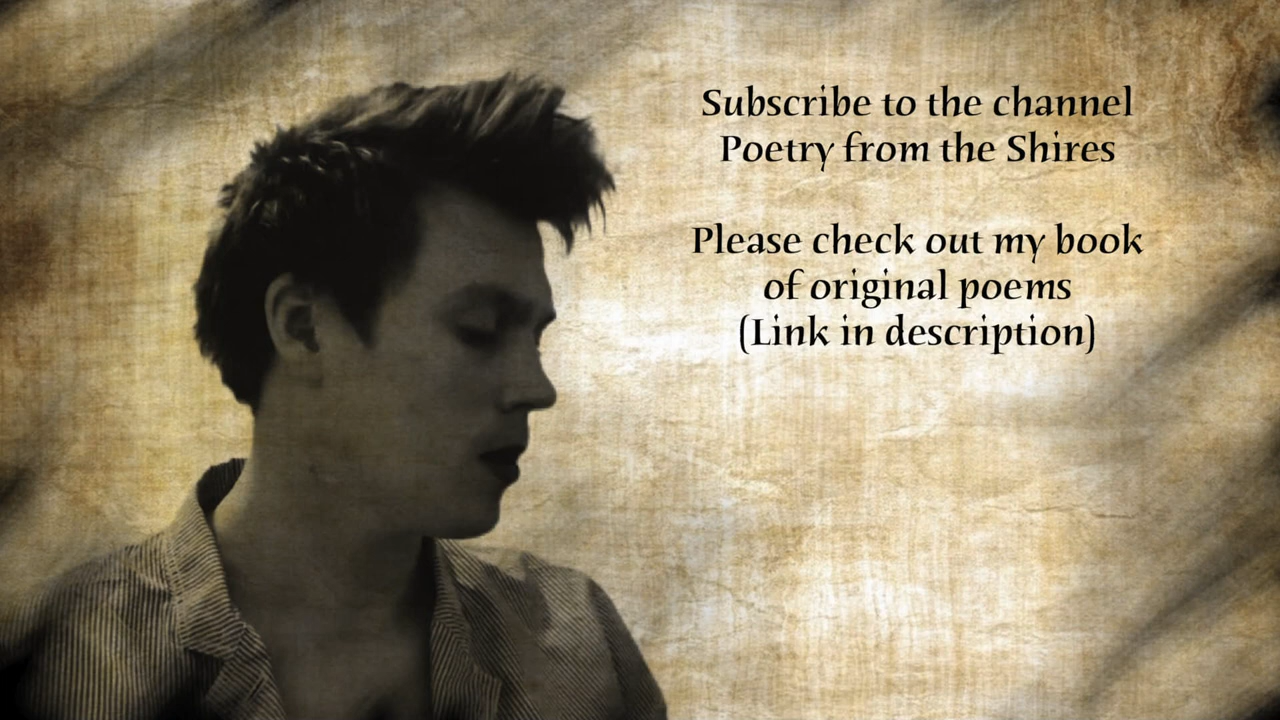 Subscribe to the channel
Poetry from the Shires
Please check out my book
of original poems
(Link in description)